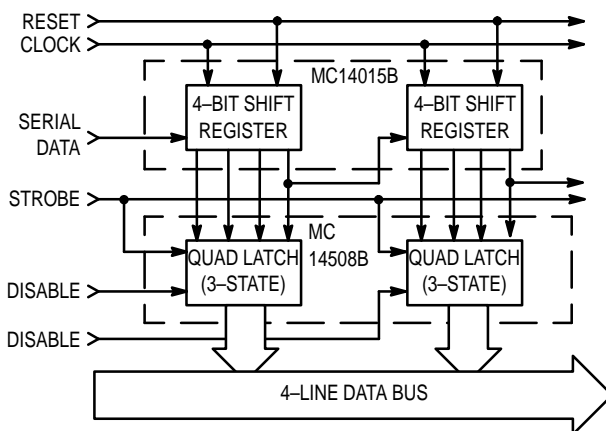 RESET
CLOCK
MC14015B
4–BIT SHIFT
REGISTER
4–BIT SHIFT
REGISTER
SERIAL
DATA
STROBE
MC
14508B
QUAD LATCH
(3–STATE)
QUAD LATCH
(3–STATE)
DISABLE
DISABLE
4–LINE DATA BUS